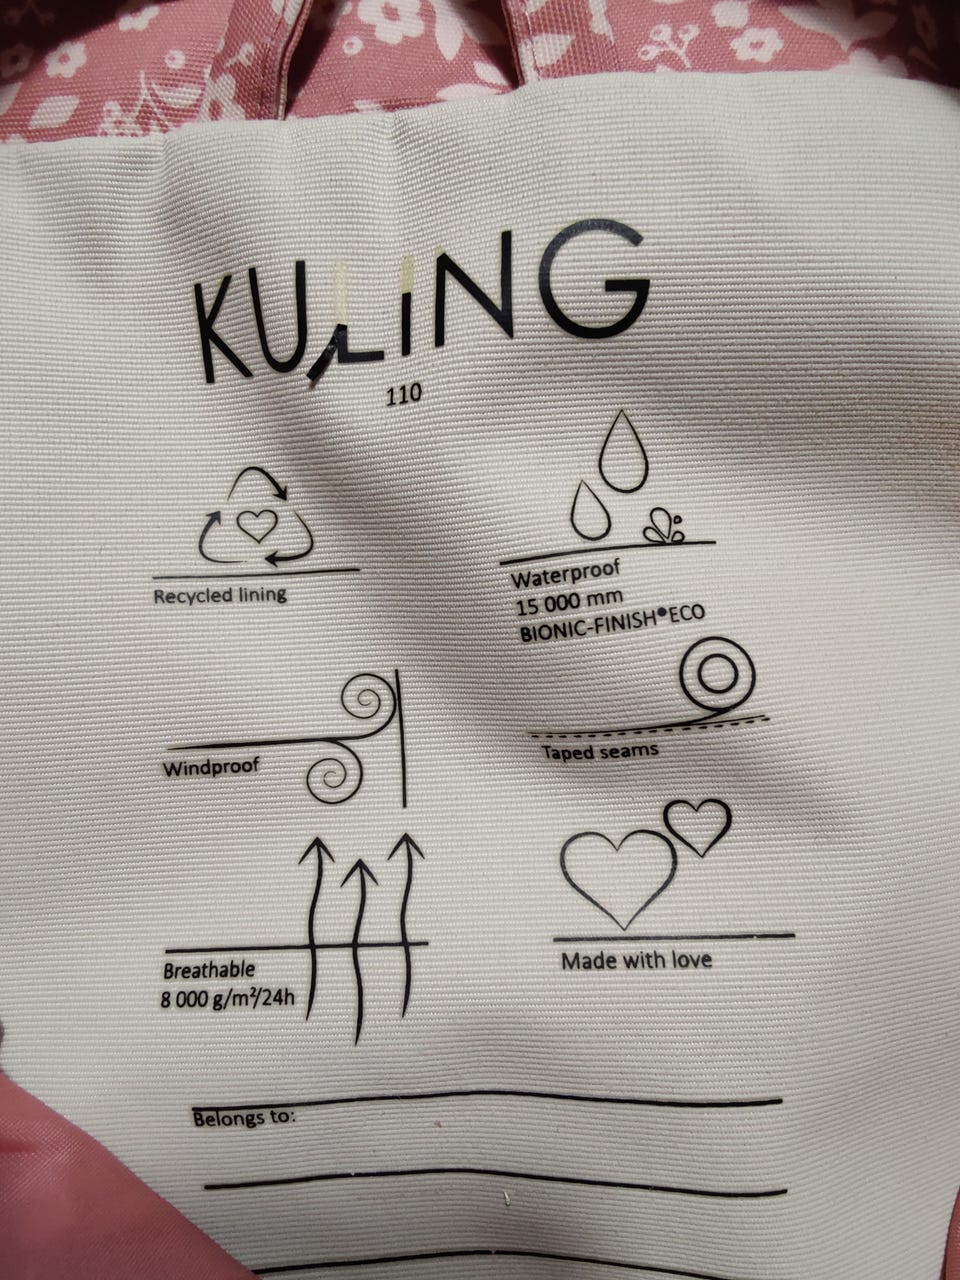 KULING
110
Recycled lining
Waterproof
15 000 mm
BIONIC-FINISH®ECO
Windproof
Taped seams
Breathable
8 000 g/m²/24h
Made with love
Belongs to: